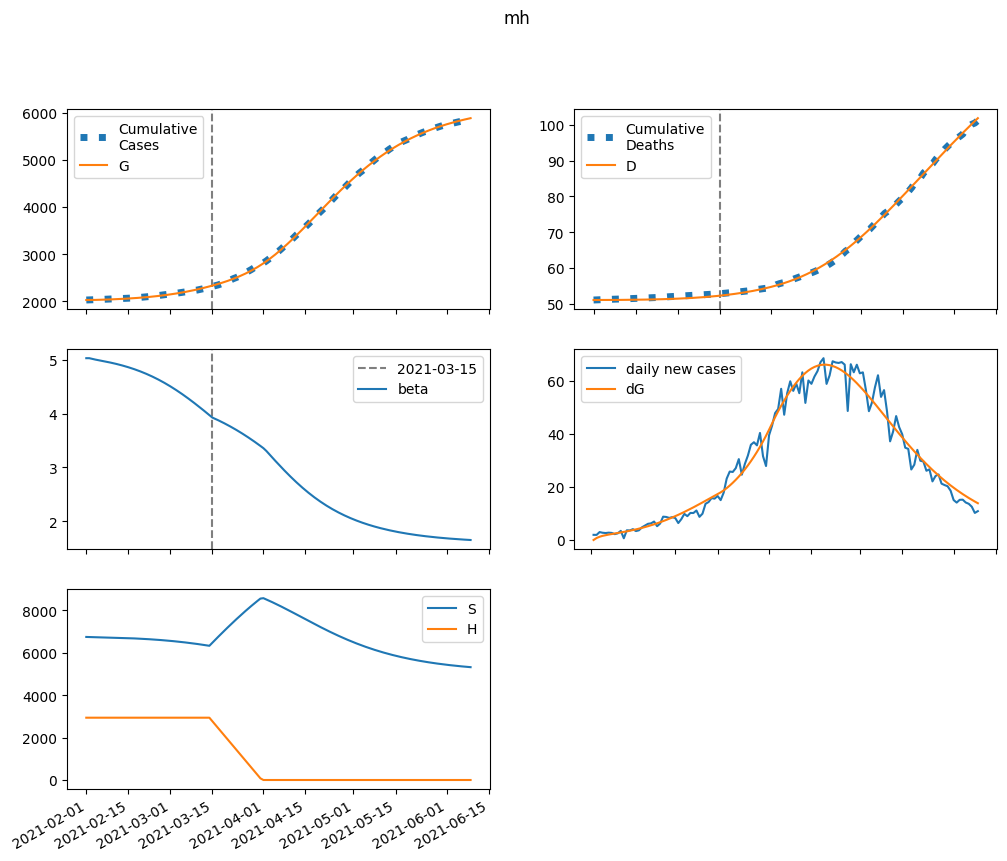 mh
6000
5000
4000
3000
2000
Cumulative
Cases
G
100
90
80
70
60
50
Cumulative
Deaths
D
5
4
3
2
2021-03-15
beta
60
40
20
0
daily new cases
dG
8000
6000
4000
2000
0
S
H
2021-02-01
2021-02-15
2021-03-01
2021-03-15
2021-04-01
2021-04-15
2021-05-01
2021-05-15
2021-06-01
2021-06-15